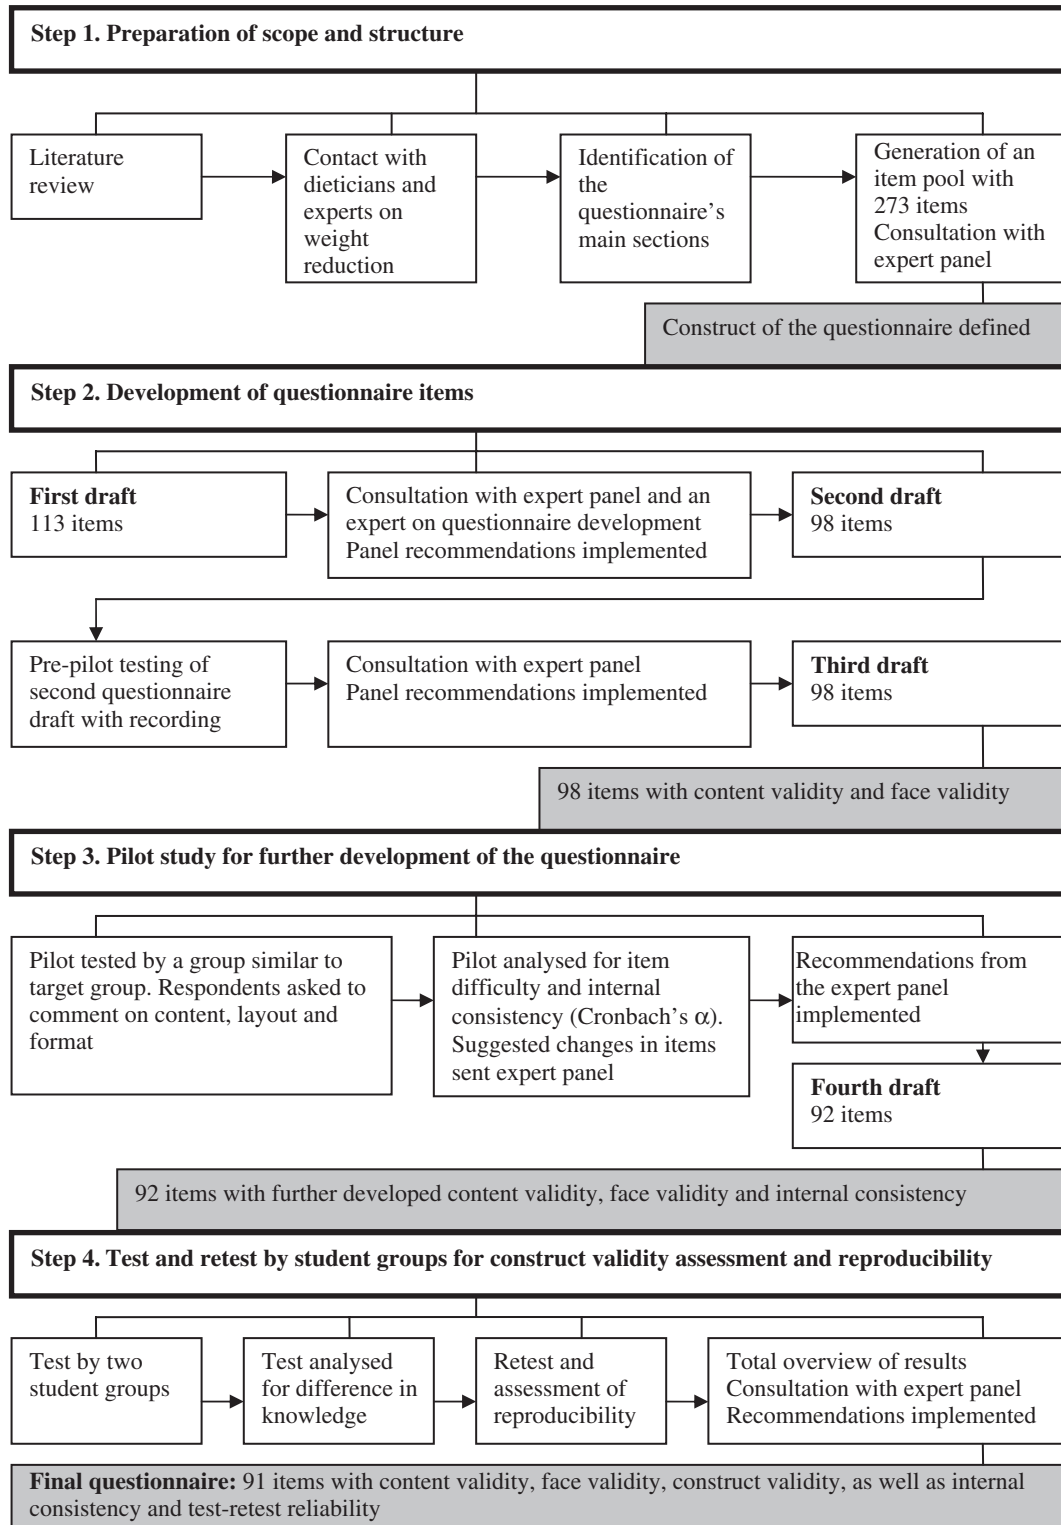 Step 1. Preparation of scope and structure
Literature
review
Contact with
dieticians and
experts on
weight
reduction
Identification of
the
questionnaire's
main sections
Generation of an
item pool with
273 items
Consultation with
expert panel
Construct of the questionnaire defined
Step 2. Development of questionnaire items
First draft
113 items
Consultation with expert panel and an
expert on questionnaire development
Panel recommendations implemented
Second draft
98 items
Pre-pilot testing of
second questionnaire
draft with recording
Consultation with expert panel
Panel recommendations implemented
Third draft
98 items
98 items with content validity and face validity
Step 3. Pilot study for further development of the questionnaire
Pilot tested by a group similar to
target group. Respondents asked to
comment on content, layout and
format
Pilot analysed for item
difficulty and internal
consistency (Cronbach's α).
Suggested changes in items
sent expert panel
Recommendations from
the expert panel
implemented
Fourth draft
92 items
92 items with further developed content validity, face validity and internal consistency
Step 4. Test and retest by student groups for construct validity assessment and reproducibility
Test by two
student groups
Test analysed
for difference in
knowledge
Retest and
assessment of
reproducibility
Total overview of results
Consultation with expert panel
Recommendations implemented
Final questionnaire: 91 items with content validity, face validity, construct validity, as well as internal
consistency and test-retest reliability